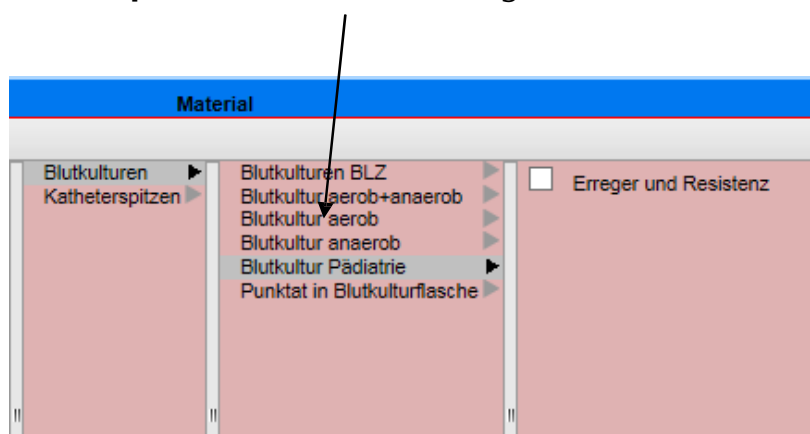 Material
Blutkulturen
Katheterspitzen
Blutkulturen BLZ
Blutkultur aerob+anaerob
Blutkultur aerob
Blutkultur anaerob
Blutkultur Pädiatrie
Punktat in Blutkulturflasche
Erreger und Resistenz